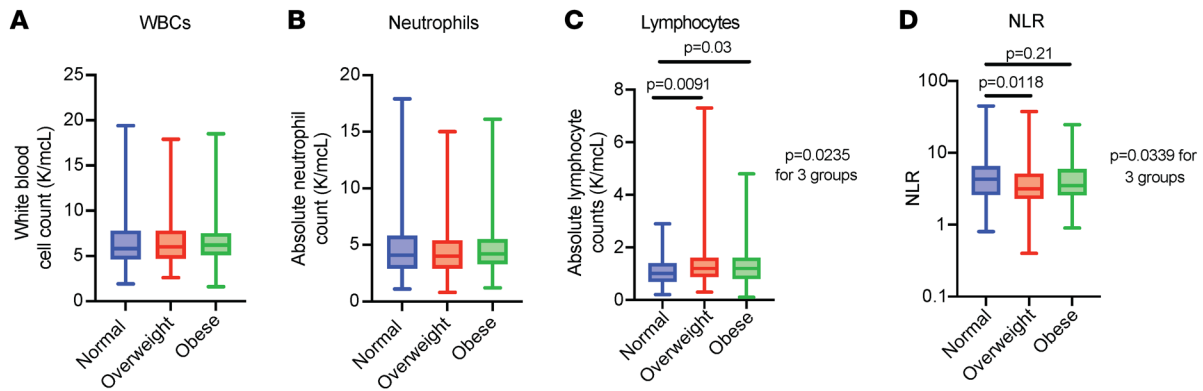 A
WBCs
White blood
cell count (K/mcL)
25
20
15
10
5
0
Normal
Overweight
Obese
B
Neutrophils
Absolute neutrophil
count (K/mcL)
20
15
10
5
0
Normal
Overweight
Obese
C
Lymphocytes
p=0.03
p=0.0091
Absolute lymphocyte
counts (K/mcL)
8
6
4
2
0
p=0.0235
for 3 groups
Normal
Overweight
Obese
D
NLR
p=0.21
p=0.0118
NLR
100
10
1
0.1
p=0.0339 for
3 groups
Normal
Overweight
Obese